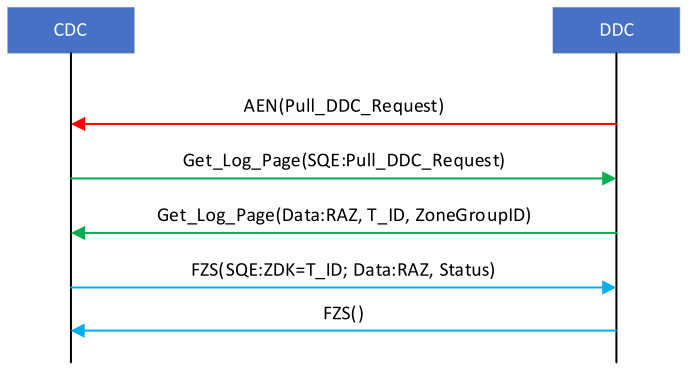 CDC
DDC
AEN(Pull_DDC_Request)
Get_Log_Page(SQE:Pull_DDC_Request)
Get_Log_Page(Data:RAZ, T_ID, ZoneGroupID)
FZS(SQE:ZDK=T_ID; Data:RAZ, Status)
FZS()